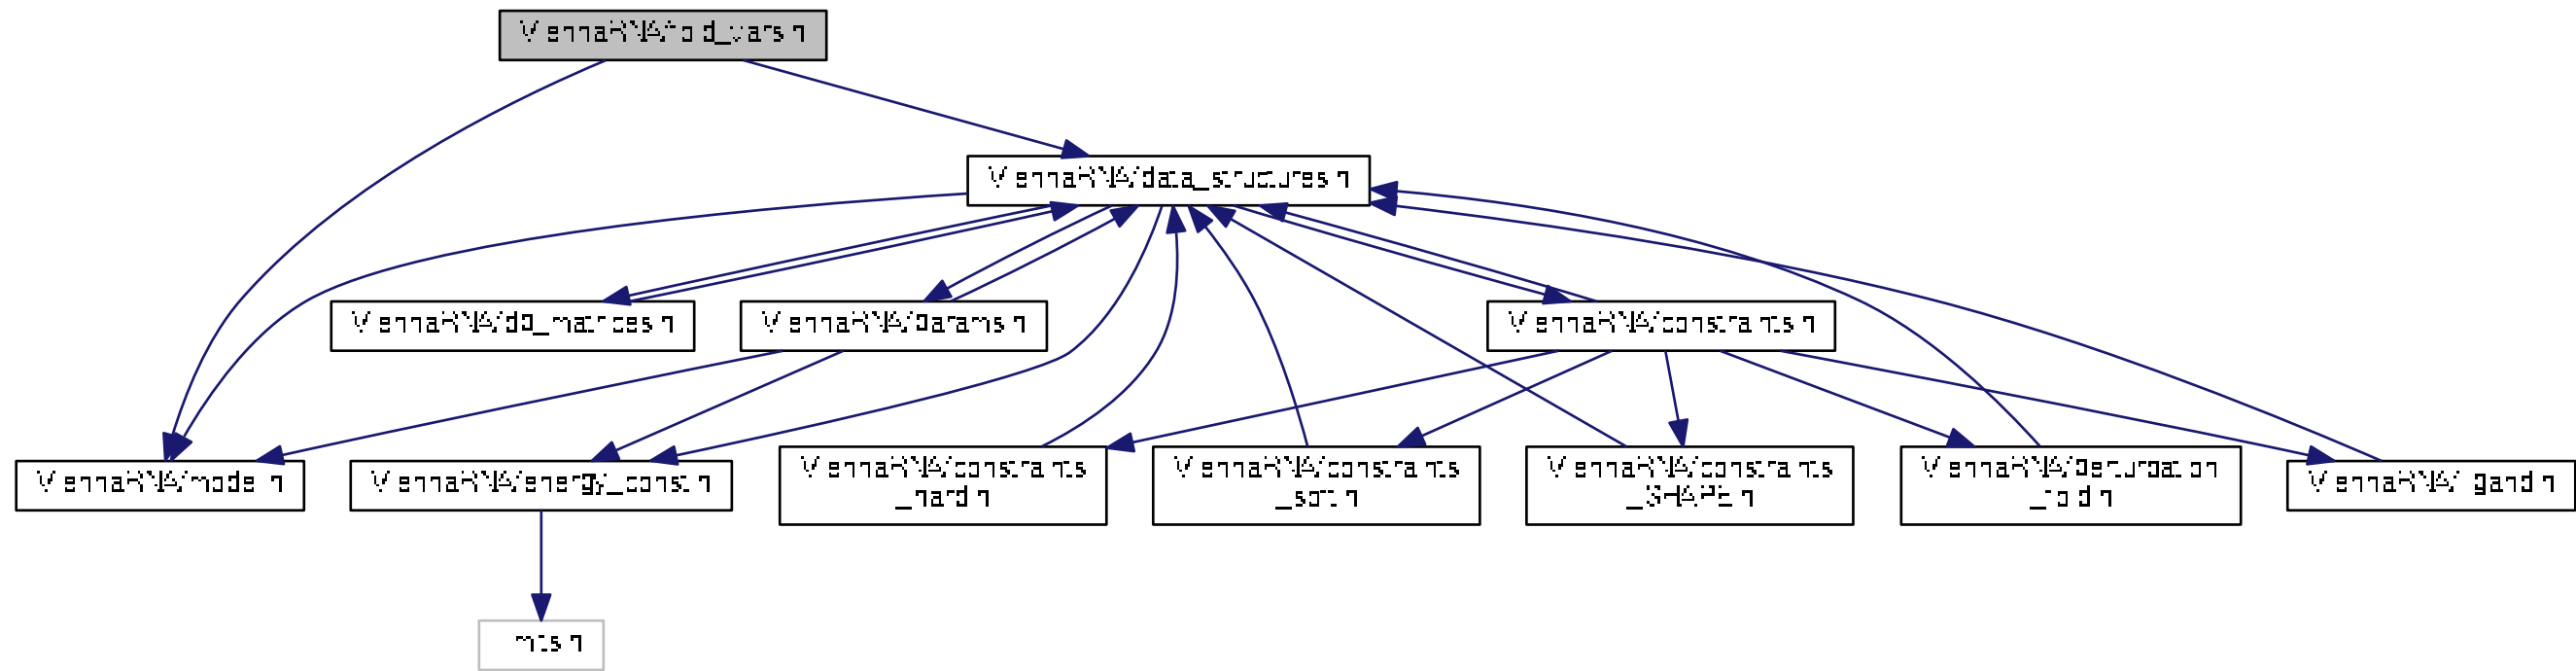 ViennaRNA/fold_vars.h
ViennaRNA/data_structures.h
ViennaRNA/dp_matrices.h
ViennaRNA/params.h
ViennaRNA/constraints.h
ViennaRNA/model.h
ViennaRNA/energy_const.h
ViennaRNA/constraints
_hard.h
ViennaRNA/constraints
_soft.h
ViennaRNA/constraints
_SHAPE.h
ViennaRNA/perturbation
_fold.h
ViennaRNA/ligand.h
limits.h